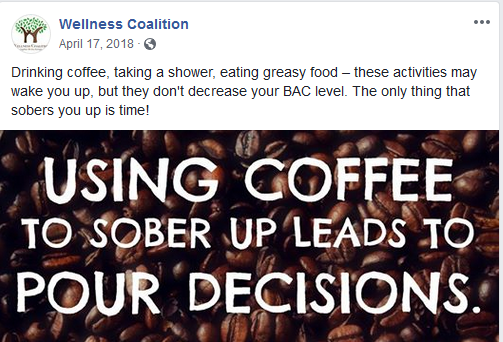 Wellness Coalition
April 17, 2018
Drinking coffee, taking a shower, eating greasy food – these activities may
wake you up, but they don't decrease your BAC level. The only thing that
sobers you up is time!
USING COFFEE
TO SOBER UP LEADS TO
POUR DECISIONS.